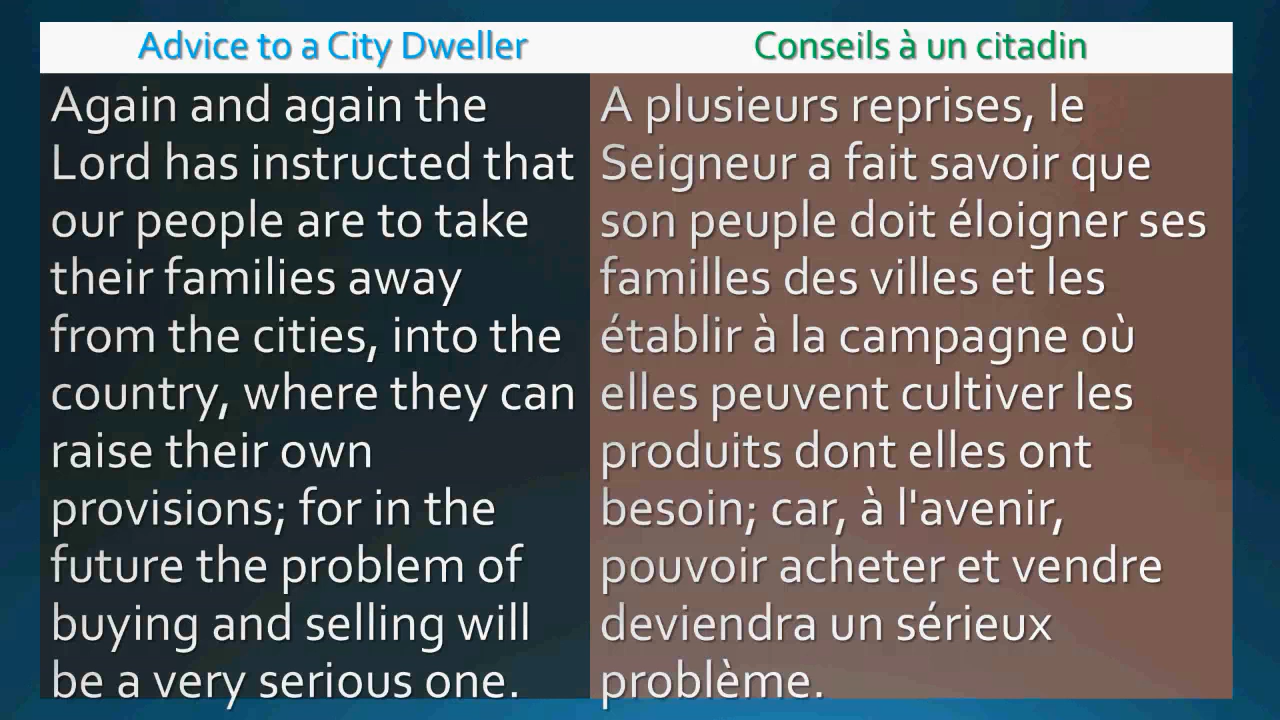 Advice to a City Dweller
Again and again the
Lord has instructed that
our people are to take
their families away
from the cities, into the
country, where they can
raise their own
provisions; for in the
future the problem of
buying and selling will
be a very serious one.
Conseils à un citadin
A plusieurs reprises, le
Seigneur a fait savoir que
son peuple doit éloigner ses
familles des villes et les
établir à la campagne où
elles peuvent cultiver les
produits dont elles ont
besoin; car, à l'avenir,
pouvoir acheter et vendre
deviendra un sérieux
problème.